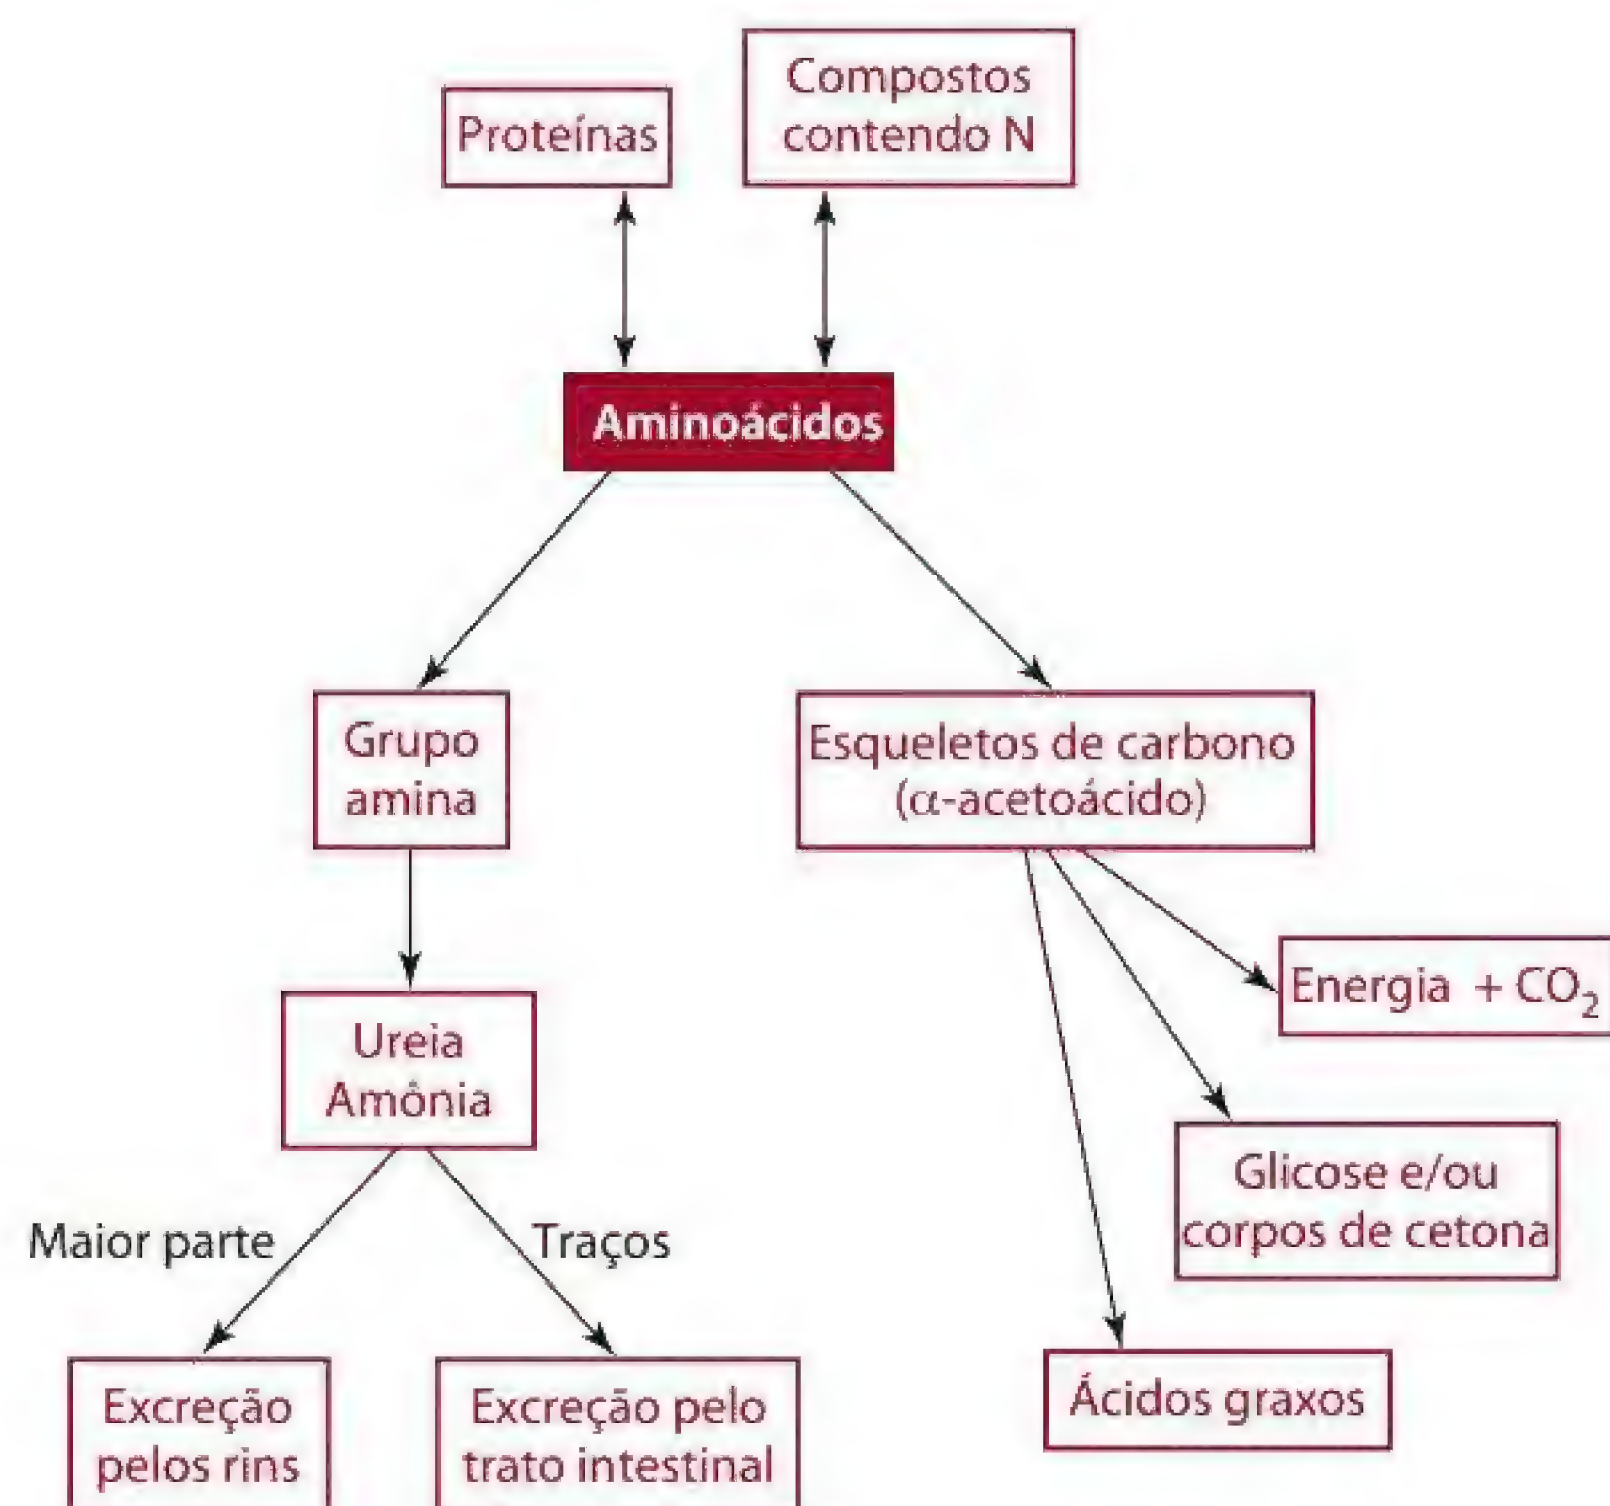 Proteínas
Compostos
contendo N
Aminoácidos
Grupo
amina
Esqueletos de carbono
(α-acetoácido)
Ureia
Amônia
Energia + CO₂
Glicose e/ou
corpos de cetona
Maior parte
Traços
Ácidos graxos
Excreção
pelos rins
Excreção pelo
trato intestinal